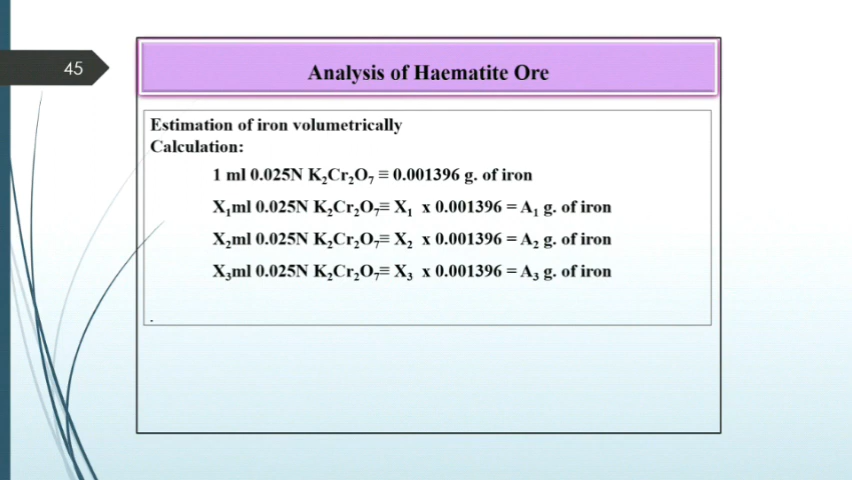 45
Analysis of Haematite Ore
Estimation of iron volumetrically
Calculation:
1 ml 0.025N K₂Cr₂O₇ ≡ 0.001396 g. of iron
X₁ml 0.025N K₂Cr₂O₇≡ X₁ x 0.001396 = A₁ g. of iron
X₂ml 0.025N K₂Cr₂O₇≡ X₂ x 0.001396 = A₂ g. of iron
X₃ml 0.025N K₂Cr₂O₇≡ X₃ x 0.001396 = A₃ g. of iron
.